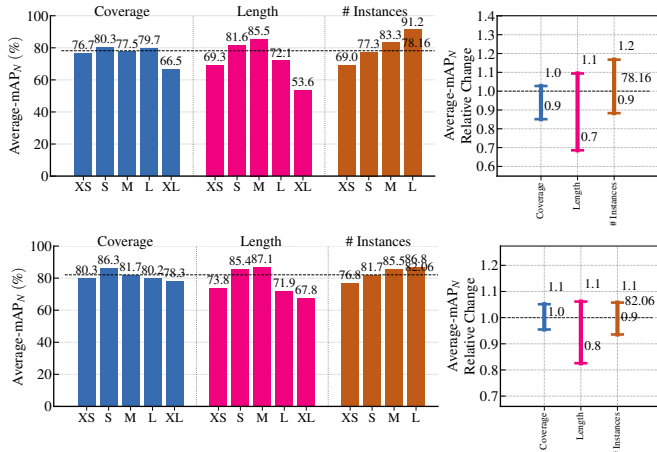 Coverage Length # Instances
100
80
60
40
20
0
Average-mAP_N (%)
76.7 80.3 77.5 79.7 66.5
69.3 81.6 85.5 72.1 53.6
69.0 77.3 83.3 91.2
78.16
XS S M L XL XS S M L XL XS S M L
1.4
1.3
1.2
1.1
1.0
0.9
0.8
0.7
0.6
Average-mAP_N
Relative Change
1.0 1.1 1.2
78.16
0.9 0.7 0.9
Coverage
Length
# Instances
Coverage Length # Instances
100
80
60
40
20
0
Average-mAP_N (%)
80.3 86.3 81.7 80.2 78.3
73.8 85.4 87.1 71.9 67.8
76.8 81.7 85.5 86.8
82.06
XS S M L XL XS S M L XL XS S M L
1.2
1.1
1.0
0.9
0.8
0.7
Average-mAP_N
Relative Change
1.1 1.1 1.1
82.06
1.0 0.8 0.9
Coverage
Length
# Instances